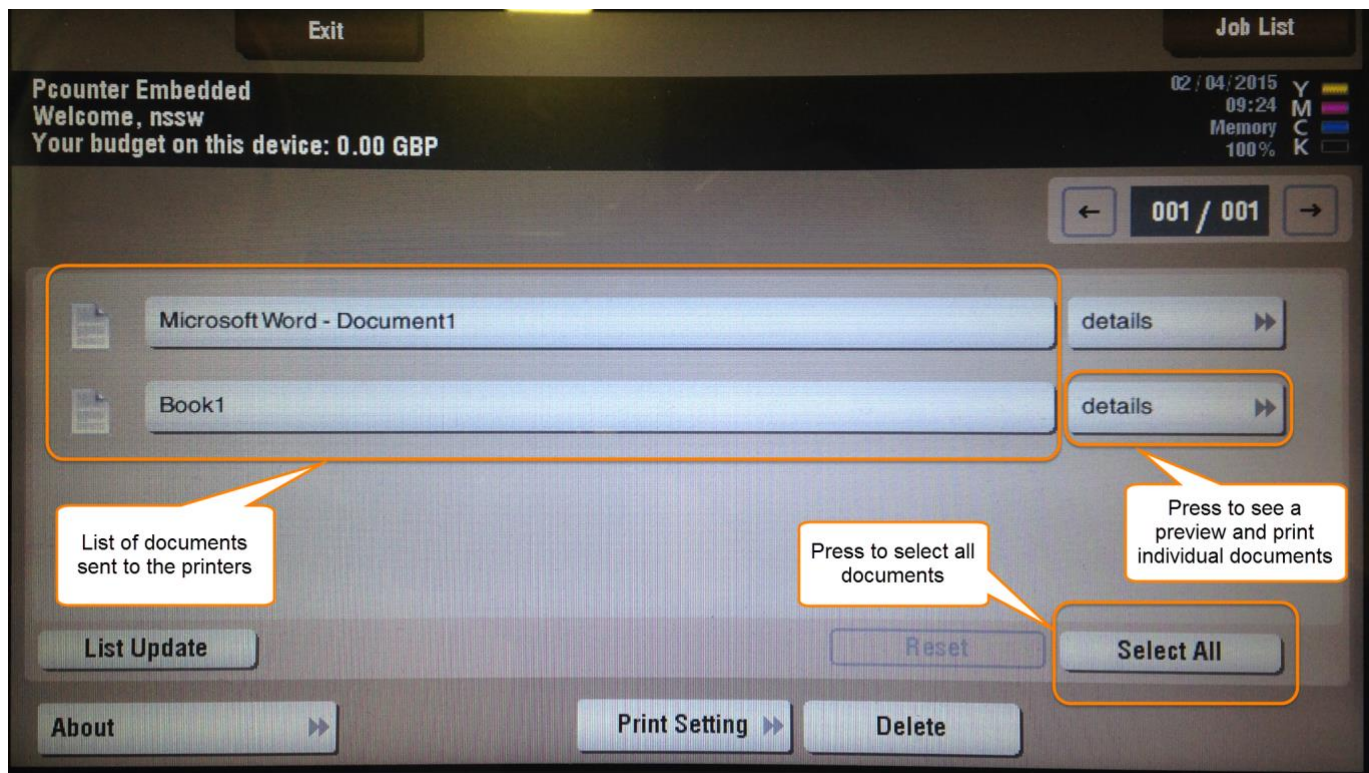 Exit
Job List
Pcounter Embedded
Welcome, nssw
Your budget on this device: 0.00 GBP
02/04/2015
09:24
Memory
100%
Y
M
C
K
← 001 / 001 →
Microsoft Word - Document1
details
Book1
details
List of documents
sent to the printers
Press to select all
documents
Press to see a
preview and print
individual documents
List Update
Reset
Select All
About
Print Setting
Delete